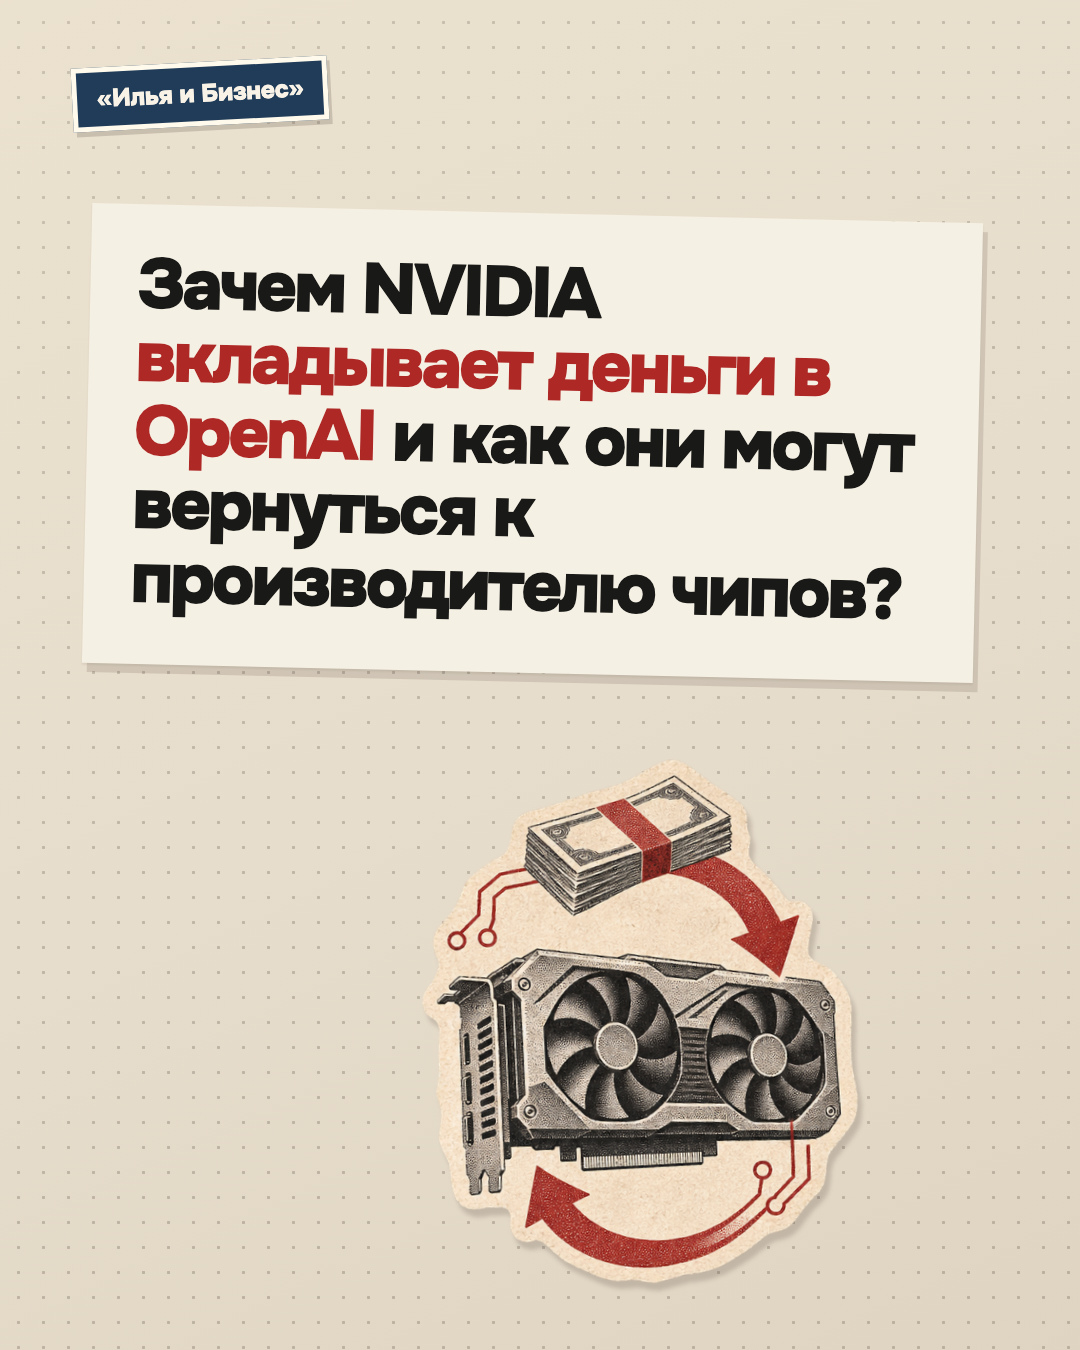 «Илья и Бизнес»
Зачем NVIDIA
вкладывает деньги в
OpenAI и как они могут
вернуться к
производителю чипов?